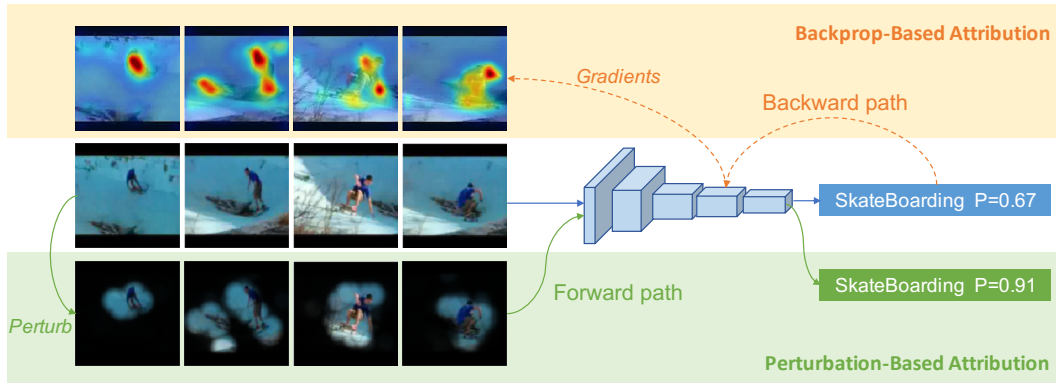 Backprop-Based Attribution
Gradients
Backward path
SkateBoarding P=0.67
SkateBoarding P=0.91
Forward path
Perturb
Perturbation-Based Attribution